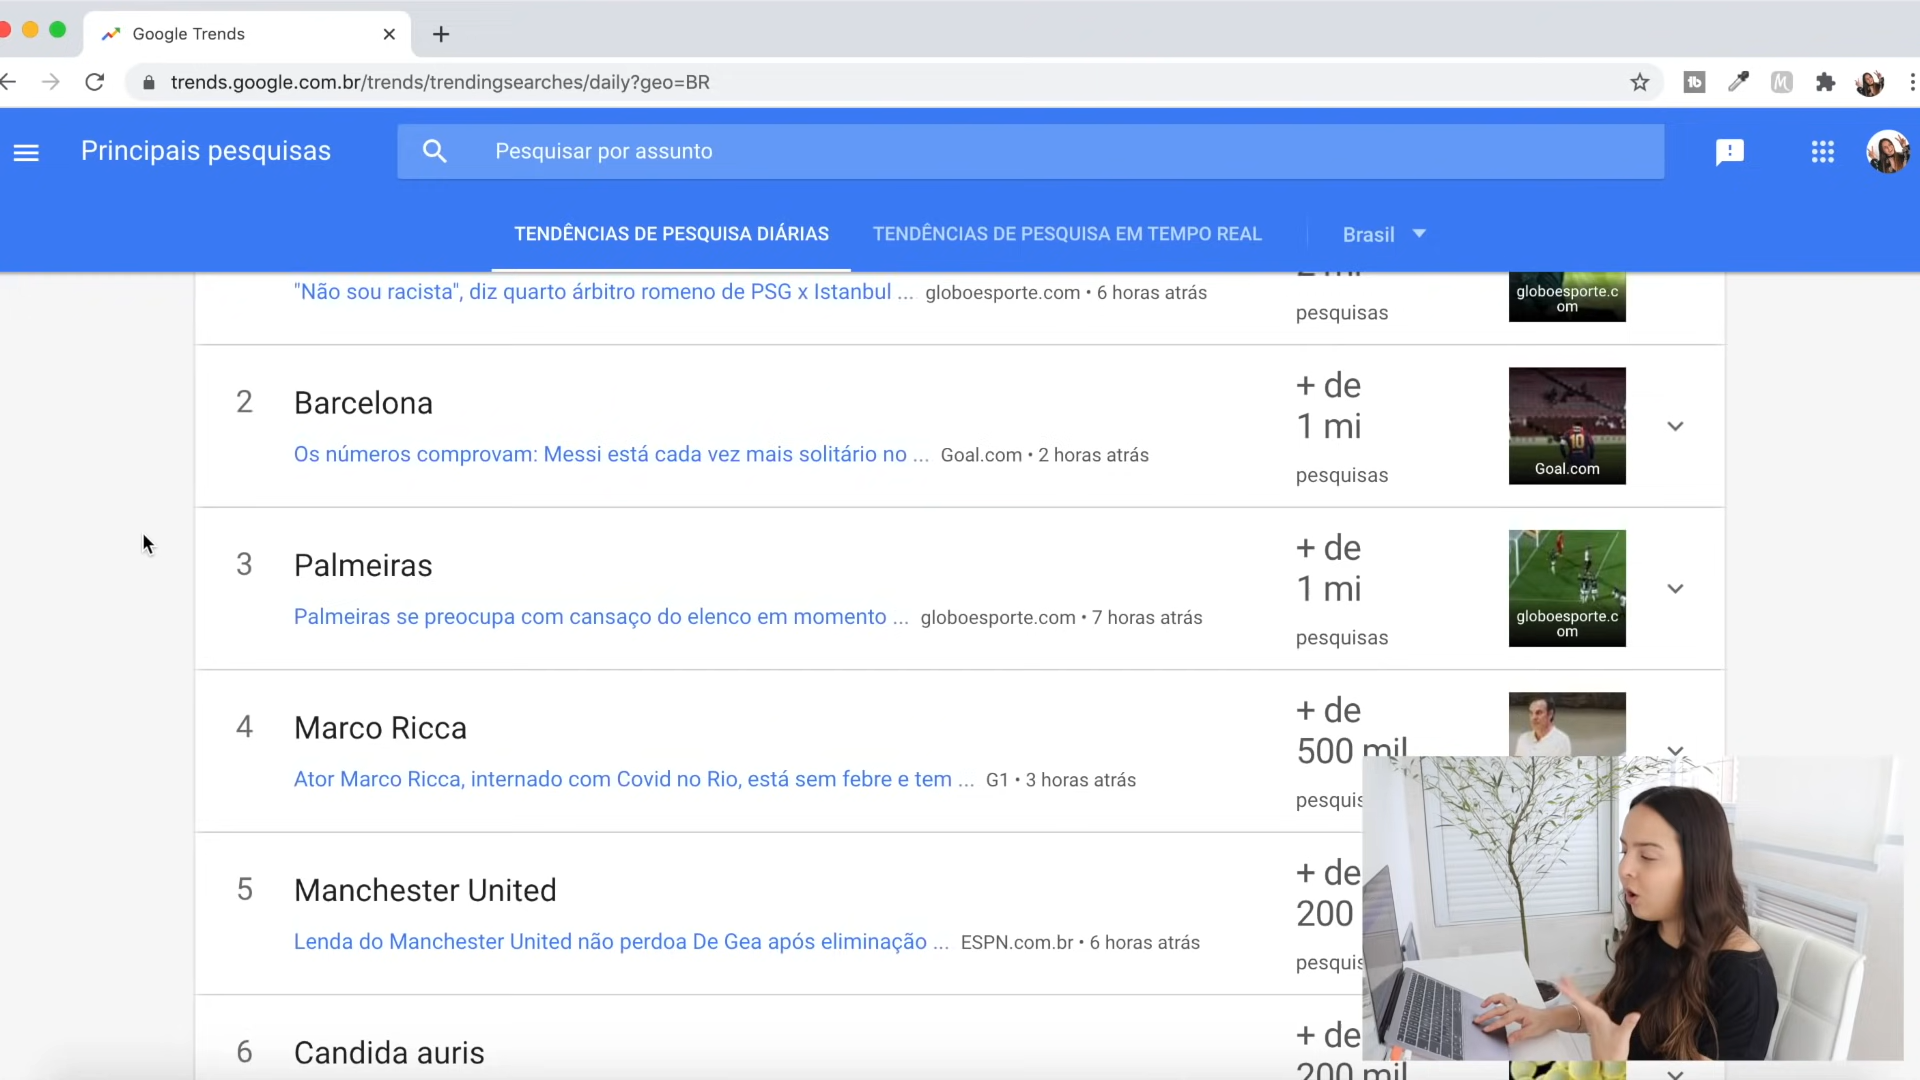 Google Trends
trends.google.com.br/trends/trendingsearches/daily?geo=BR
Principais pesquisas
Pesquisar por assunto
TENDÊNCIAS DE PESQUISA DIÁRIAS
TENDÊNCIAS DE PESQUISA EM TEMPO REAL
Brasil
"Não sou racista", diz quarto árbitro romeno de PSG x Istanbul ... globoesporte.com • 6 horas atrás
pesquisas
globoesporte.c
om
2
Barcelona
Os números comprovam: Messi está cada vez mais solitário no ... Goal.com • 2 horas atrás
+ de
1 mi
pesquisas
10
Goal.com
3
Palmeiras
Palmeiras se preocupa com cansaço do elenco em momento ... globoesporte.com • 7 horas atrás
+ de
1 mi
pesquisas
globoesporte.c
om
4
Marco Ricca
Ator Marco Ricca, internado com Covid no Rio, está sem febre e tem ... G1 • 3 horas atrás
+ de
500 mil
pesquis
5
Manchester United
Lenda do Manchester United não perdoa De Gea após eliminação ... ESPN.com.br • 6 horas atrás
+ de
200
pesquis
6
Candida auris
+ de
200 mil